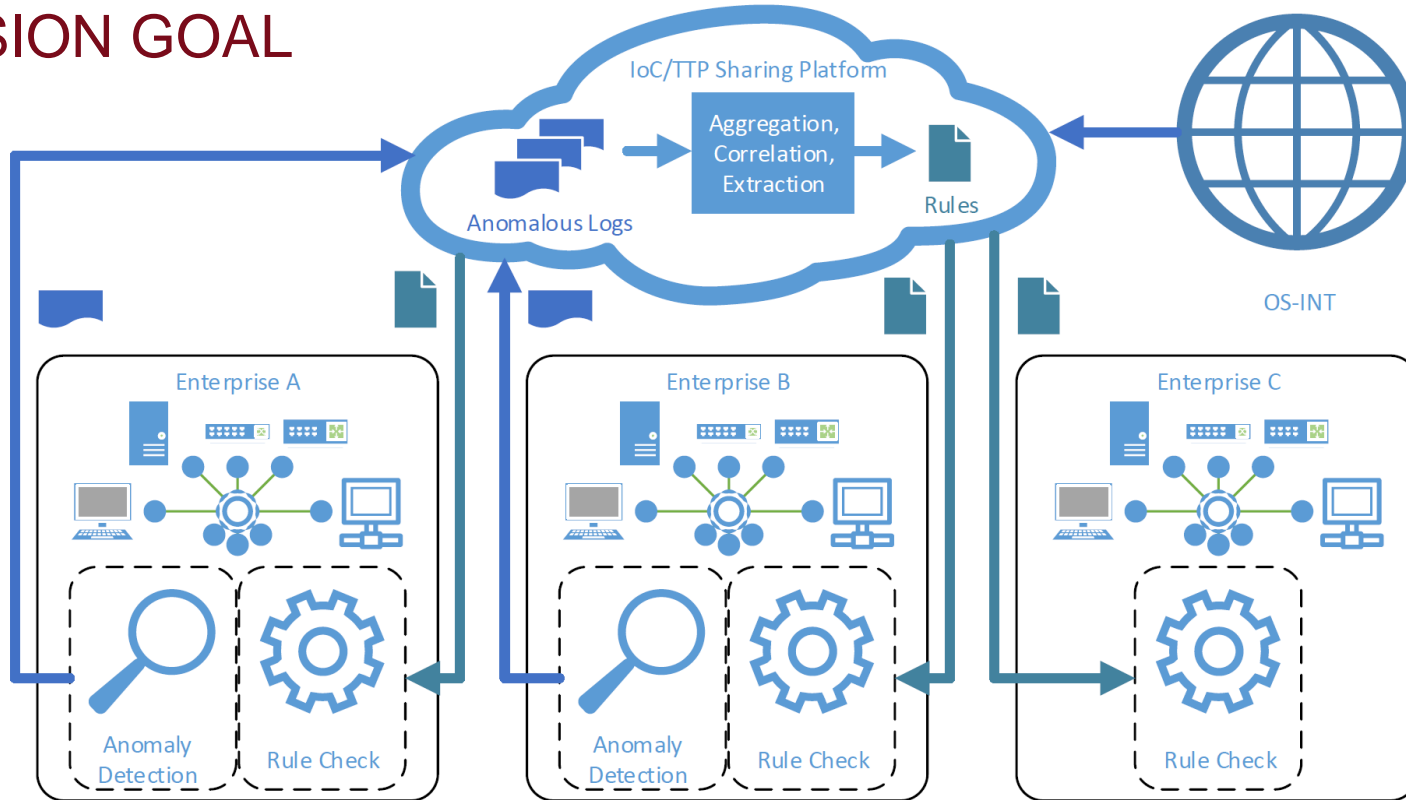 SION GOAL
IoC/TTP Sharing Platform
Aggregation,
Correlation,
Extraction
Anomalous Logs
Rules
OS-INT
Enterprise A
Enterprise B
Enterprise C
Anomaly
Detection
Rule Check
Anomaly
Detection
Rule Check
Rule Check